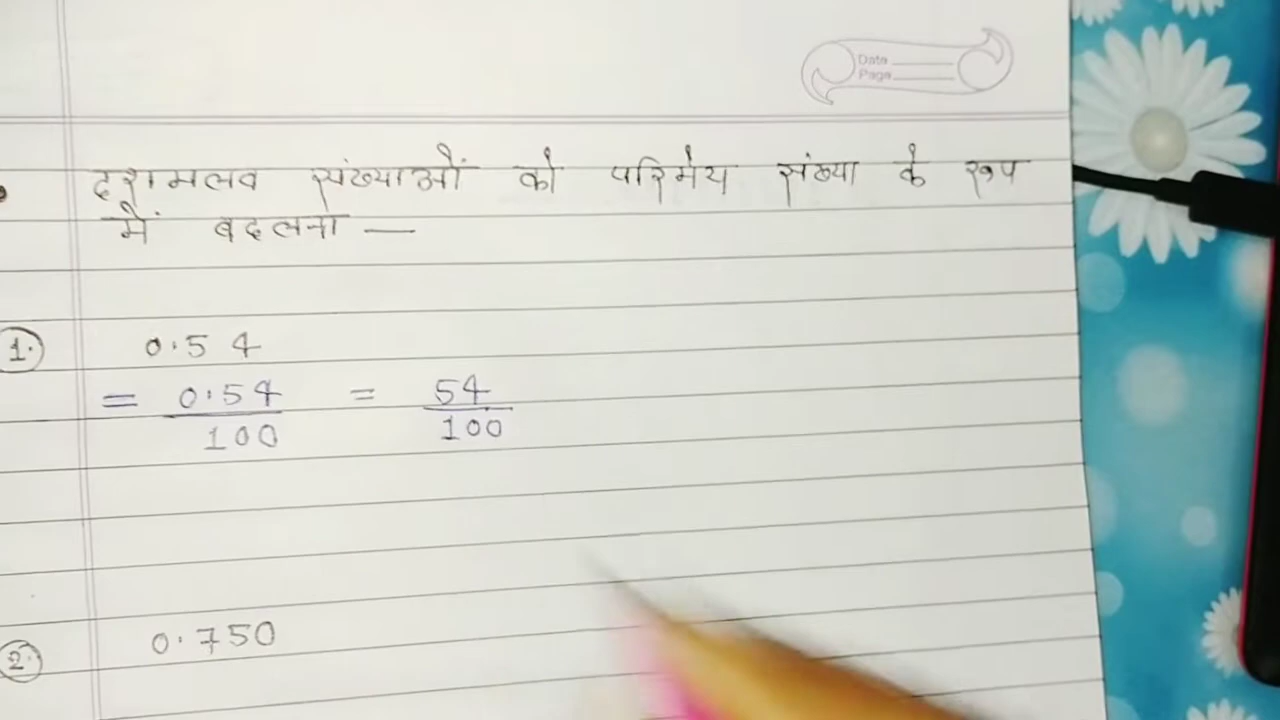 Date
Page
दशमलव संख्याओं को परिमेय संख्या के रूप
में बदलना —
1. 0.54
= 0.54/100 = 54/100
2. 0.750